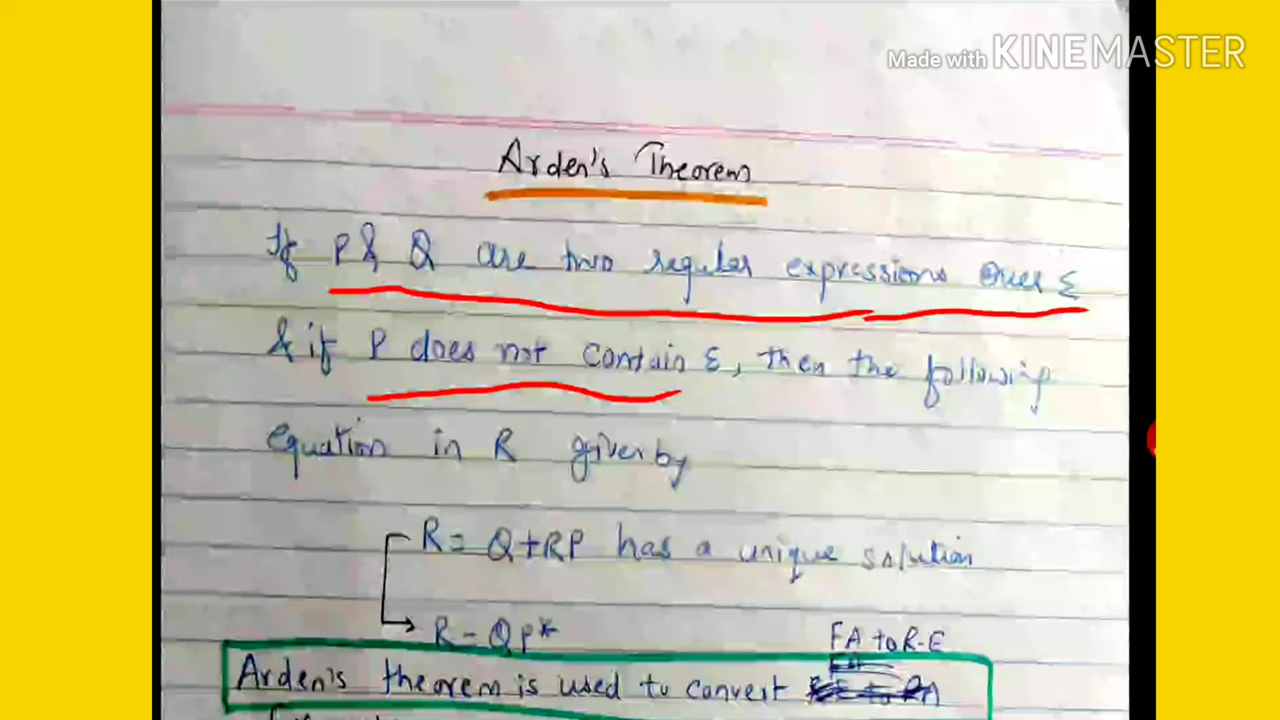 Made with KINEMASTER
Arden's Theorem
If P & Q are two regular expressions over Σ
& if P does not contain ε, then the following
equation in R given by
R = Q+RP has a unique solution
R = QP*
FA to R-E
Arden's theorem is used to convert